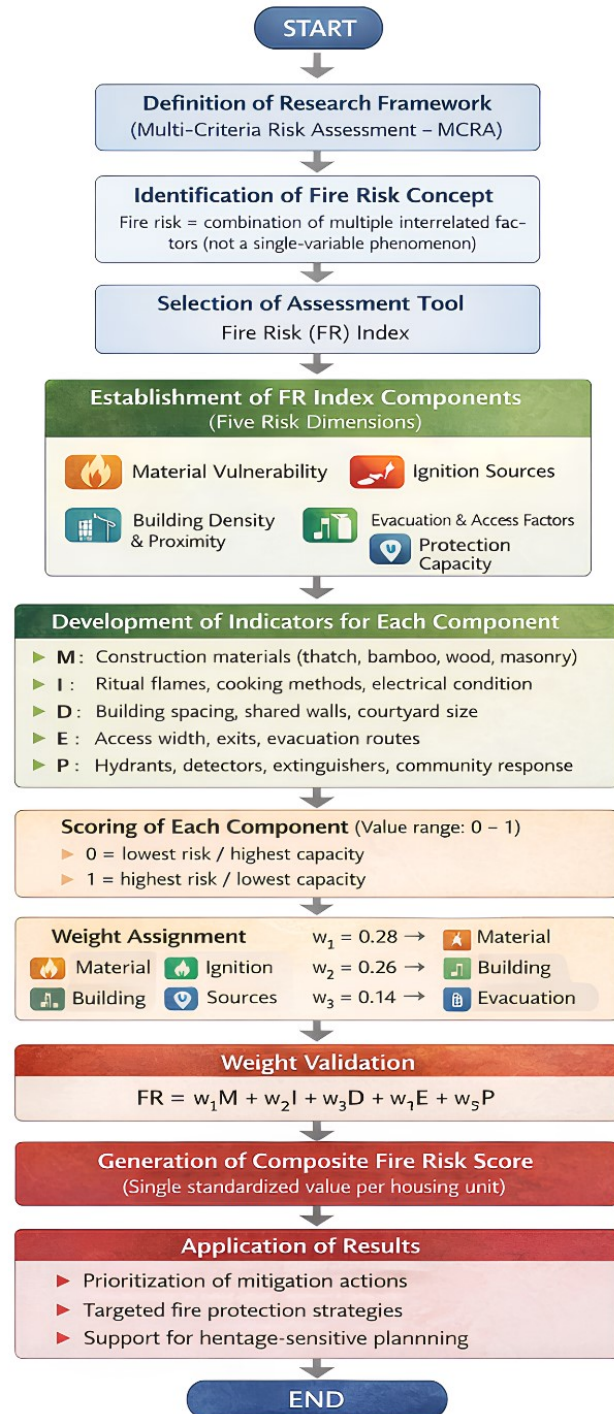 START
Definition of Research Framework
(Multi-Criteria Risk Assessment – MCRA)
Identification of Fire Risk Concept
Fire risk = combination of multiple interrelated fac-
tors (not a single-variable phenomenon)
Selection of Assessment Tool
Fire Risk (FR) Index
Establishment of FR Index Components
(Five Risk Dimensions)
Material Vulnerability
Ignition Sources
Building Density
& Proximity
Evacuation & Access Factors
Protection
Capacity
Development of Indicators for Each Component
M: Construction materials (thatch, bamboo, wood, masonry)
I : Ritual flames, cooking methods, electrical condition
D : Building spacing, shared walls, courtyard size
E : Access width, exits, evacuation routes
P : Hydrants, detectors, extinguishers, community response
Scoring of Each Component (Value range: 0 – 1)
0 = lowest risk / highest capacity
1 = highest risk / lowest capacity
Weight Assignment
Material Ignition
Building Sources
w₁ = 0.28 → Material
w₂ = 0.26 → Building
w₃ = 0.14 → Evacuation
Weight Validation
FR = w₁M + w₂I + w₃D + w₇E + w₅P
Generation of Composite Fire Risk Score
(Single standardized value per housing unit)
Application of Results
Prioritization of mitigation actions
Targeted fire protection strategies
Support for hentage-sensitive plannning
END